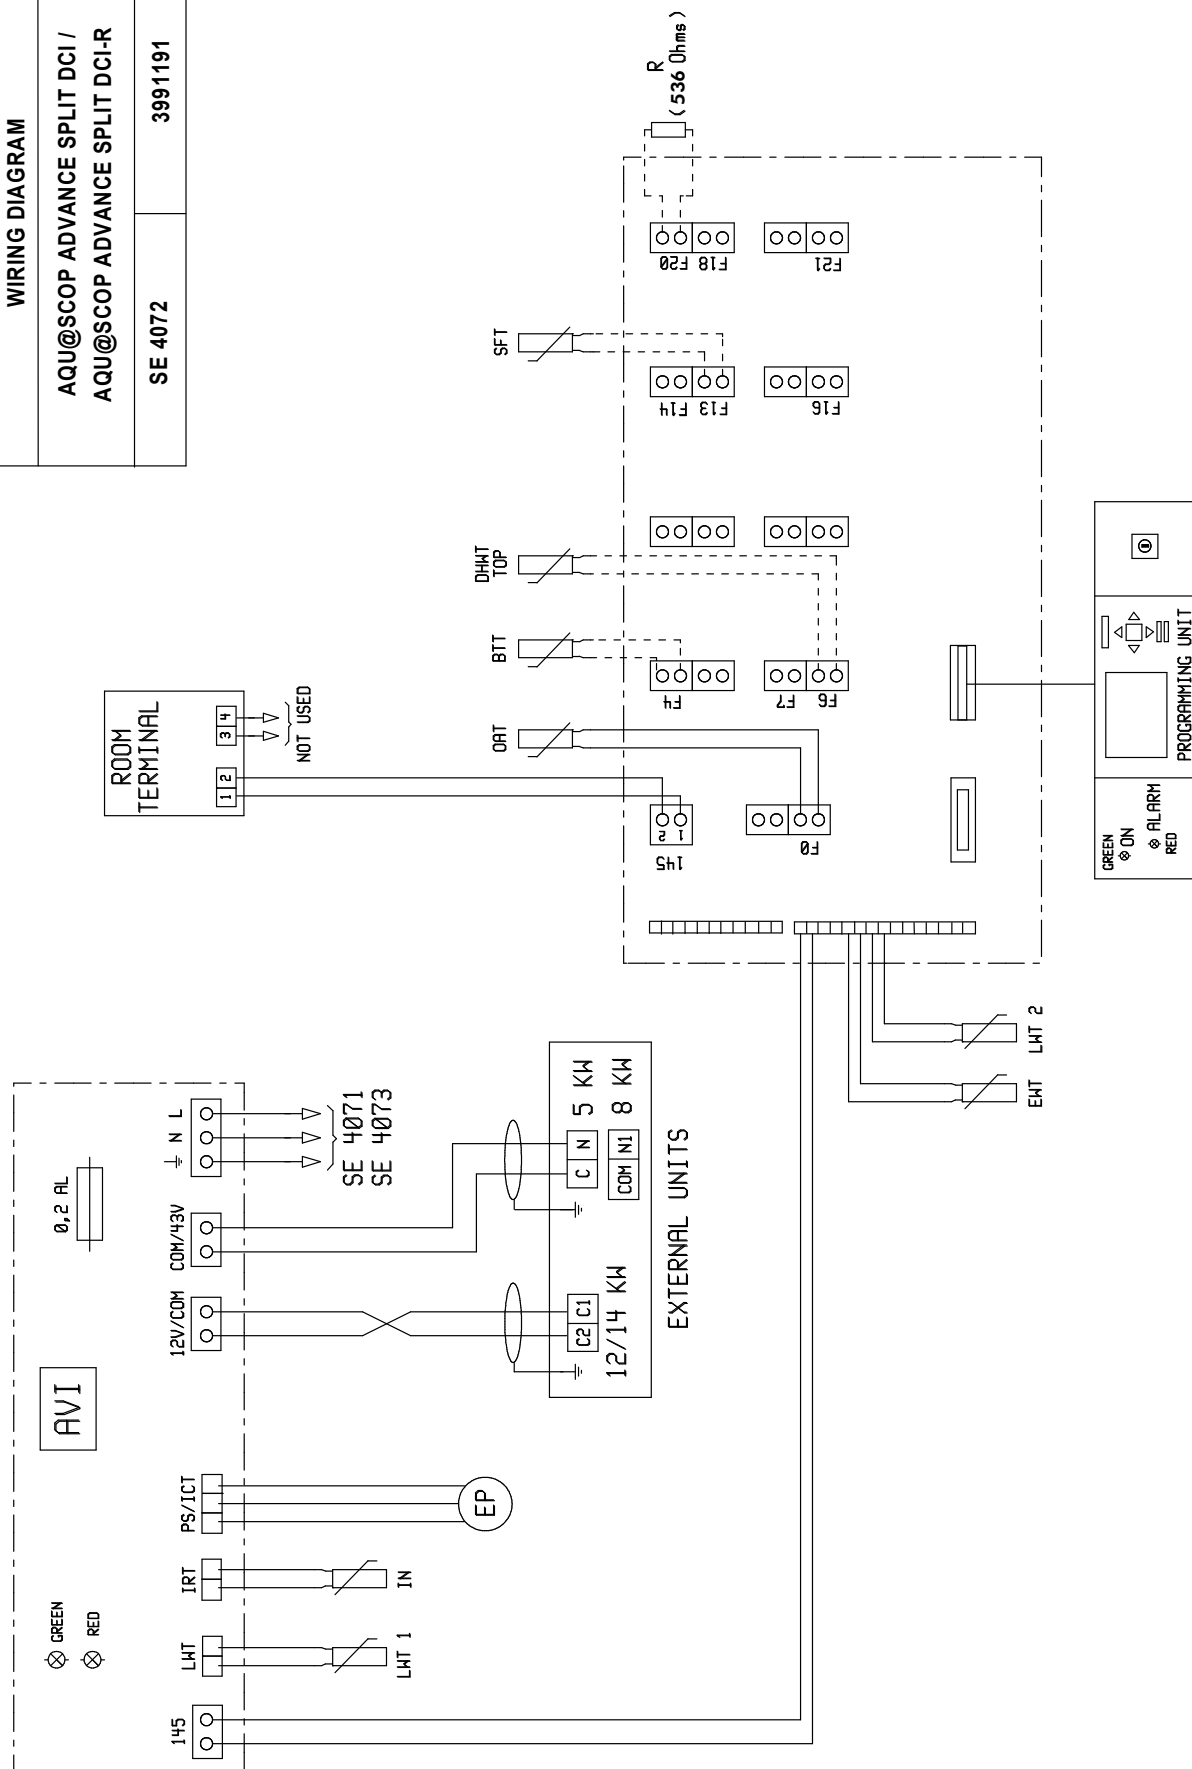 WIRING DIAGRAM
AQU@SCOP ADVANCE SPLIT DCI /
AQU@SCOP ADVANCE SPLIT DCI-R
SE 4072
3991191
AVI
GREEN
RED
0,2 AL
145
LWT
IRT
PS/ICT
12V/COM
COM/43V
N L
LWT 1
IN
EP
SE 4071
SE 4073
C2 C1
12/14 KW
C N
5 KW
COM N1
8 KW
EXTERNAL UNITS
ROOM
TERMINAL
1 2
3 4
NOT USED
OAT
BTT
DHWT
TOP
SFT
R
(536 Ohms)
2
1
145
F0
F4
F7
F6
F14
F13
F16
F20
F18
F21
EWT
LWT 2
GREEN
ON
ALARM
RED
PROGRAMMING UNIT